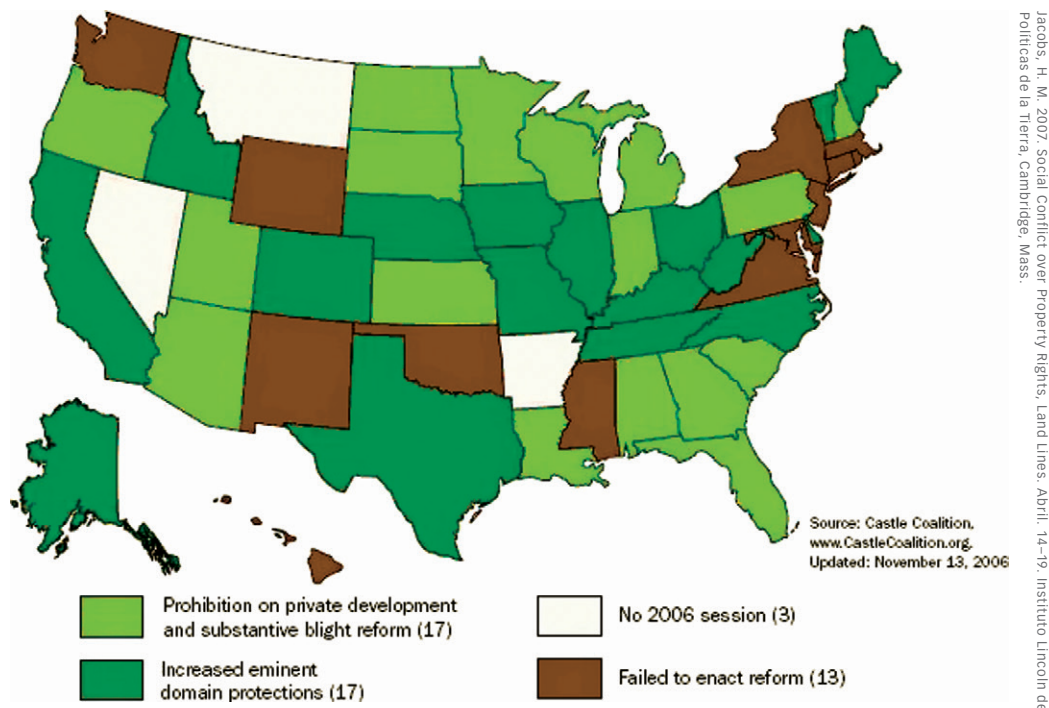 Source: Castle Coalition,
www.CastleCoalition.org.
Updated: November 13, 2006
Prohibition on private development
and substantive blight reform (17)
Increased eminent
domain protections (17)
No 2006 session (3)
Failed to enact reform (13)
Jacobs, H. M. 2007. Social Conflict over Property Rights, Land Lines. Abril. 14–19. Instituto Lincoln de
Políticas de la Tierra, Cambridge, Mass.